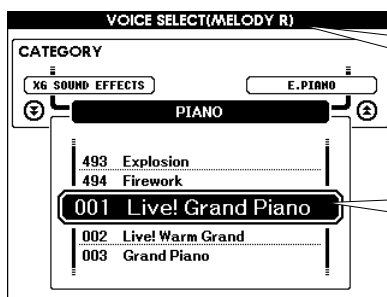 VOICE SELECT(MELODY R)
CATEGORY
XG SOUND EFFECTS
E.PIANO
PIANO
493 Explosion
494 Firework
001 Live! Grand Piano
002 Live! Warm Grand
003 Grand Piano